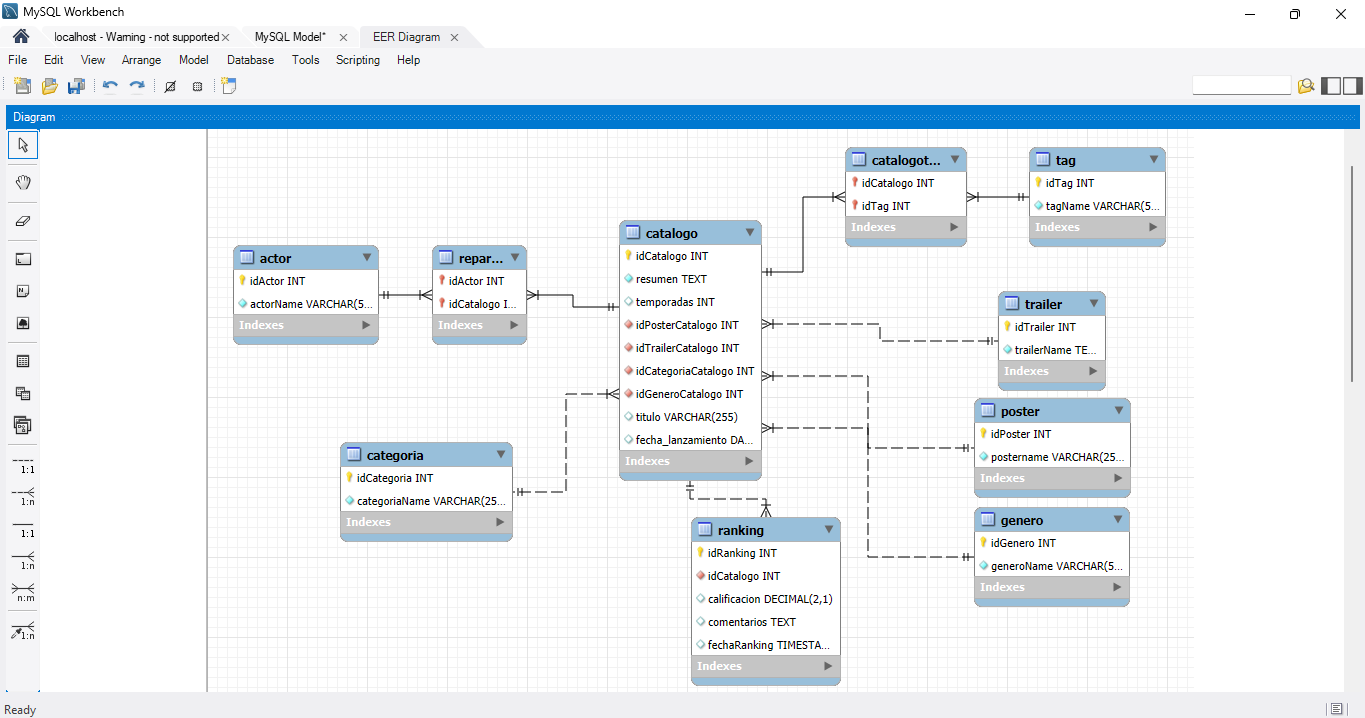 MySQL Workbench
localhost - Warning - not supported
MySQL Model*
EER Diagram
File Edit View Arrange Model Database Tools Scripting Help
Diagram
catalogot...
idCatalogo INT
idTag INT
Indexes
tag
idTag INT
tagName VARCHAR(5...
Indexes
actor
idActor INT
actorName VARCHAR(5...
Indexes
repar...
idActor INT
idCatalogo I...
Indexes
catalogo
idCatalogo INT
resumen TEXT
temporadas INT
idPosterCatalogo INT
idTrailerCatalogo INT
idCategoriaCatalogo INT
idGeneroCatalogo INT
titulo VARCHAR(255)
fecha_lanzamiento DA...
Indexes
trailer
idTrailer INT
trailerName TE...
Indexes
poster
idPoster INT
postername VARCHAR(25...
Indexes
categoria
idCategoria INT
categoriaName VARCHAR(25...
Indexes
genero
idGenero INT
generoName VARCHAR(5...
Indexes
ranking
idRanking INT
idCatalogo INT
calificacion DECIMAL(2,1)
comentarios TEXT
fechaRanking TIMESTA...
Indexes
1:1
1:n
1:1
1:n
n:m
1:n
Ready